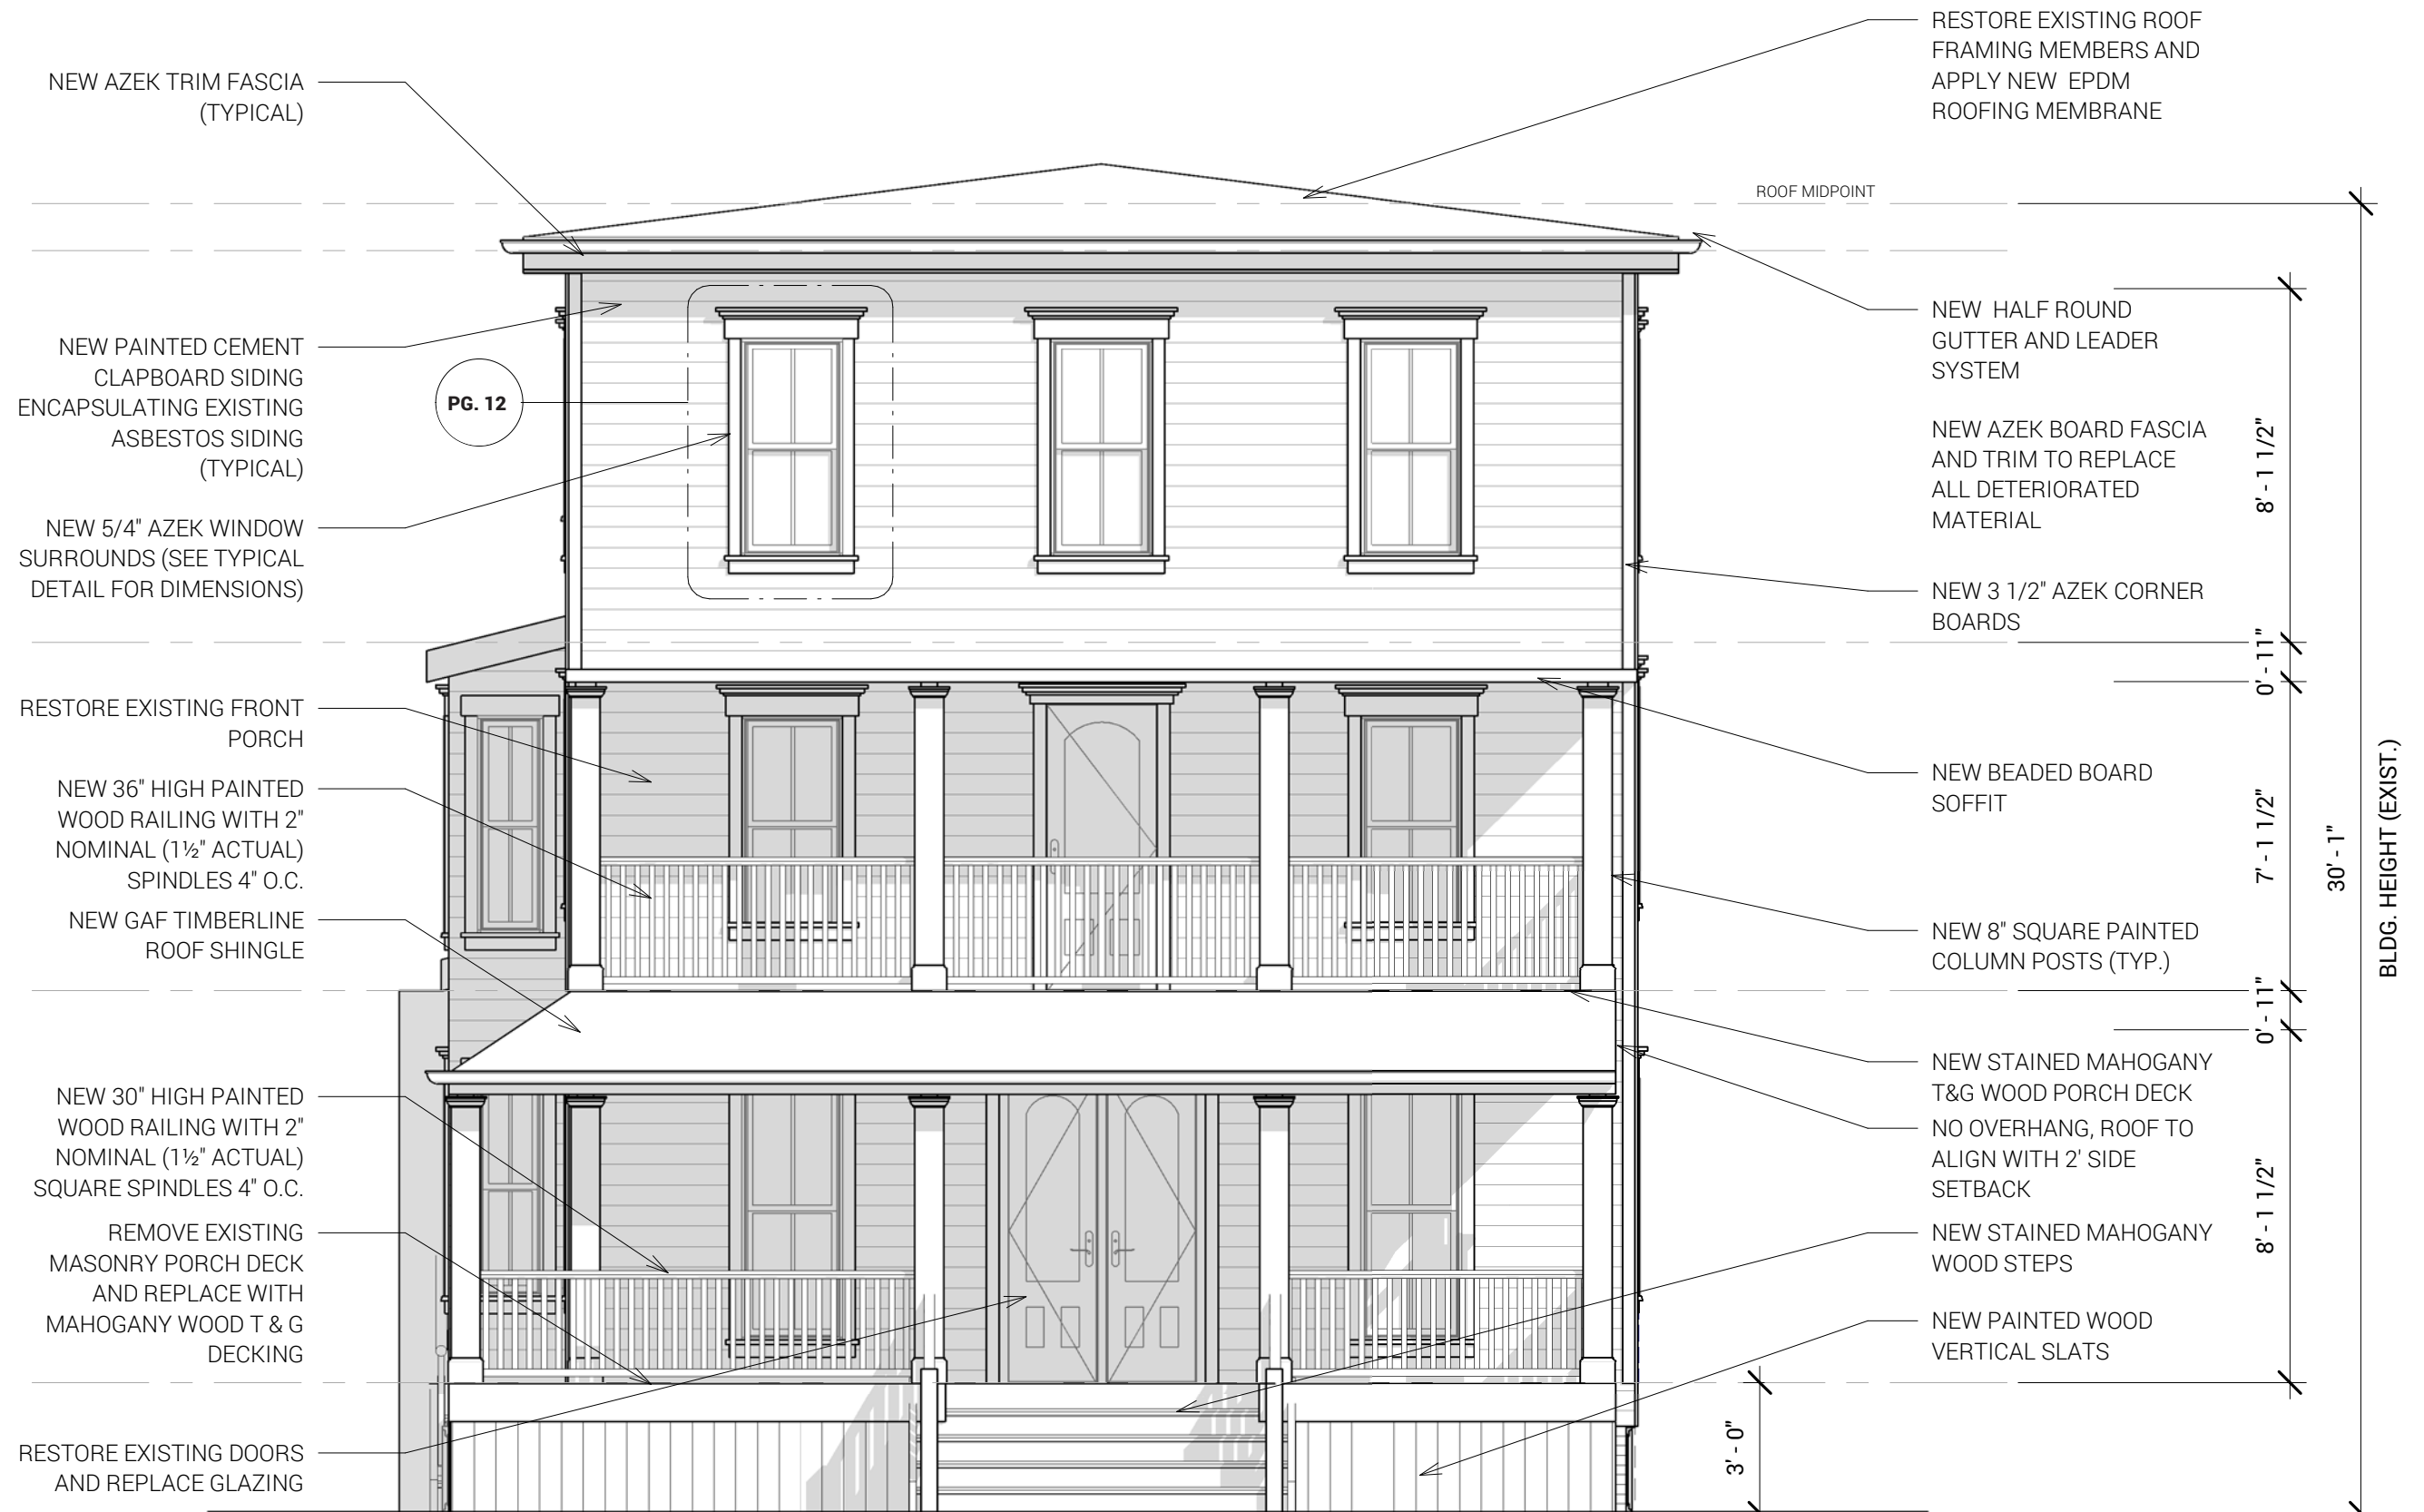 NEW AZEK TRIM FASCIA
(TYPICAL)
NEW PAINTED CEMENT
CLAPBOARD SIDING
ENCAPSULATING EXISTING
ASBESTOS SIDING
(TYPICAL)
PG. 12
NEW 5/4" AZEK WINDOW
SURROUNDS (SEE TYPICAL
DETAIL FOR DIMENSIONS)
RESTORE EXISTING FRONT
PORCH
NEW 36" HIGH PAINTED
WOOD RAILING WITH 2"
NOMINAL (1½" ACTUAL)
SPINDLES 4" O.C.
NEW GAF TIMBERLINE
ROOF SHINGLE
NEW 30" HIGH PAINTED
WOOD RAILING WITH 2"
NOMINAL (1½" ACTUAL)
SQUARE SPINDLES 4" O.C.
REMOVE EXISTING
MASONRY PORCH DECK
AND REPLACE WITH
MAHOGANY WOOD T & G
DECKING
RESTORE EXISTING DOORS
AND REPLACE GLAZING
RESTORE EXISTING ROOF
FRAMING MEMBERS AND
APPLY NEW EPDM
ROOFING MEMBRANE
ROOF MIDPOINT
NEW HALF ROUND
GUTTER AND LEADER
SYSTEM
NEW AZEK BOARD FASCIA
AND TRIM TO REPLACE
ALL DETERIORATED
MATERIAL
NEW 3 1/2" AZEK CORNER
BOARDS
NEW BEADED BOARD
SOFFIT
NEW 8" SQUARE PAINTED
COLUMN POSTS (TYP.)
NEW STAINED MAHOGANY
T&G WOOD PORCH DECK
NO OVERHANG, ROOF TO
ALIGN WITH 2' SIDE
SETBACK
NEW STAINED MAHOGANY
WOOD STEPS
NEW PAINTED WOOD
VERTICAL SLATS
8' - 1 1/2"
0' - 11"
7' - 1 1/2"
0' - 11"
8' - 1 1/2"
3' - 0"
30' - 1"
BLDG. HEIGHT (EXIST.)